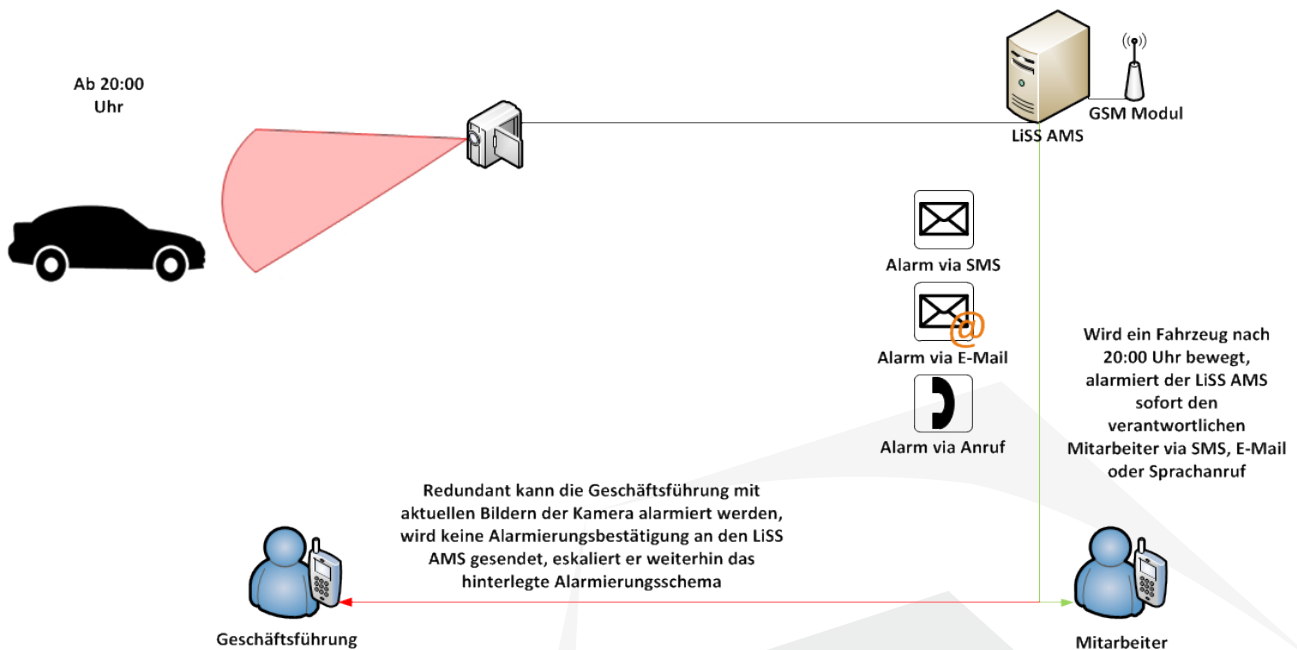 Ab 20:00
Uhr
GSM Modul
LiSS AMS
Alarm via SMS
@
Alarm via E-Mail
Alarm via Anruf
Wird ein Fahrzeug nach
20:00 Uhr bewegt,
alarmiert der LiSS AMS
sofort den
verantwortlichen
Mitarbeiter via SMS, E-Mail
oder Sprachanruf
Redundant kann die Geschäftsführung mit
aktuellen Bildern der Kamera alarmiert werden,
wird keine Alarmierungsbestätigung an den LiSS
AMS gesendet, eskaliert er weiterhin das
hinterlegte Alarmierungsschema
Geschäftsführung
Mitarbeiter